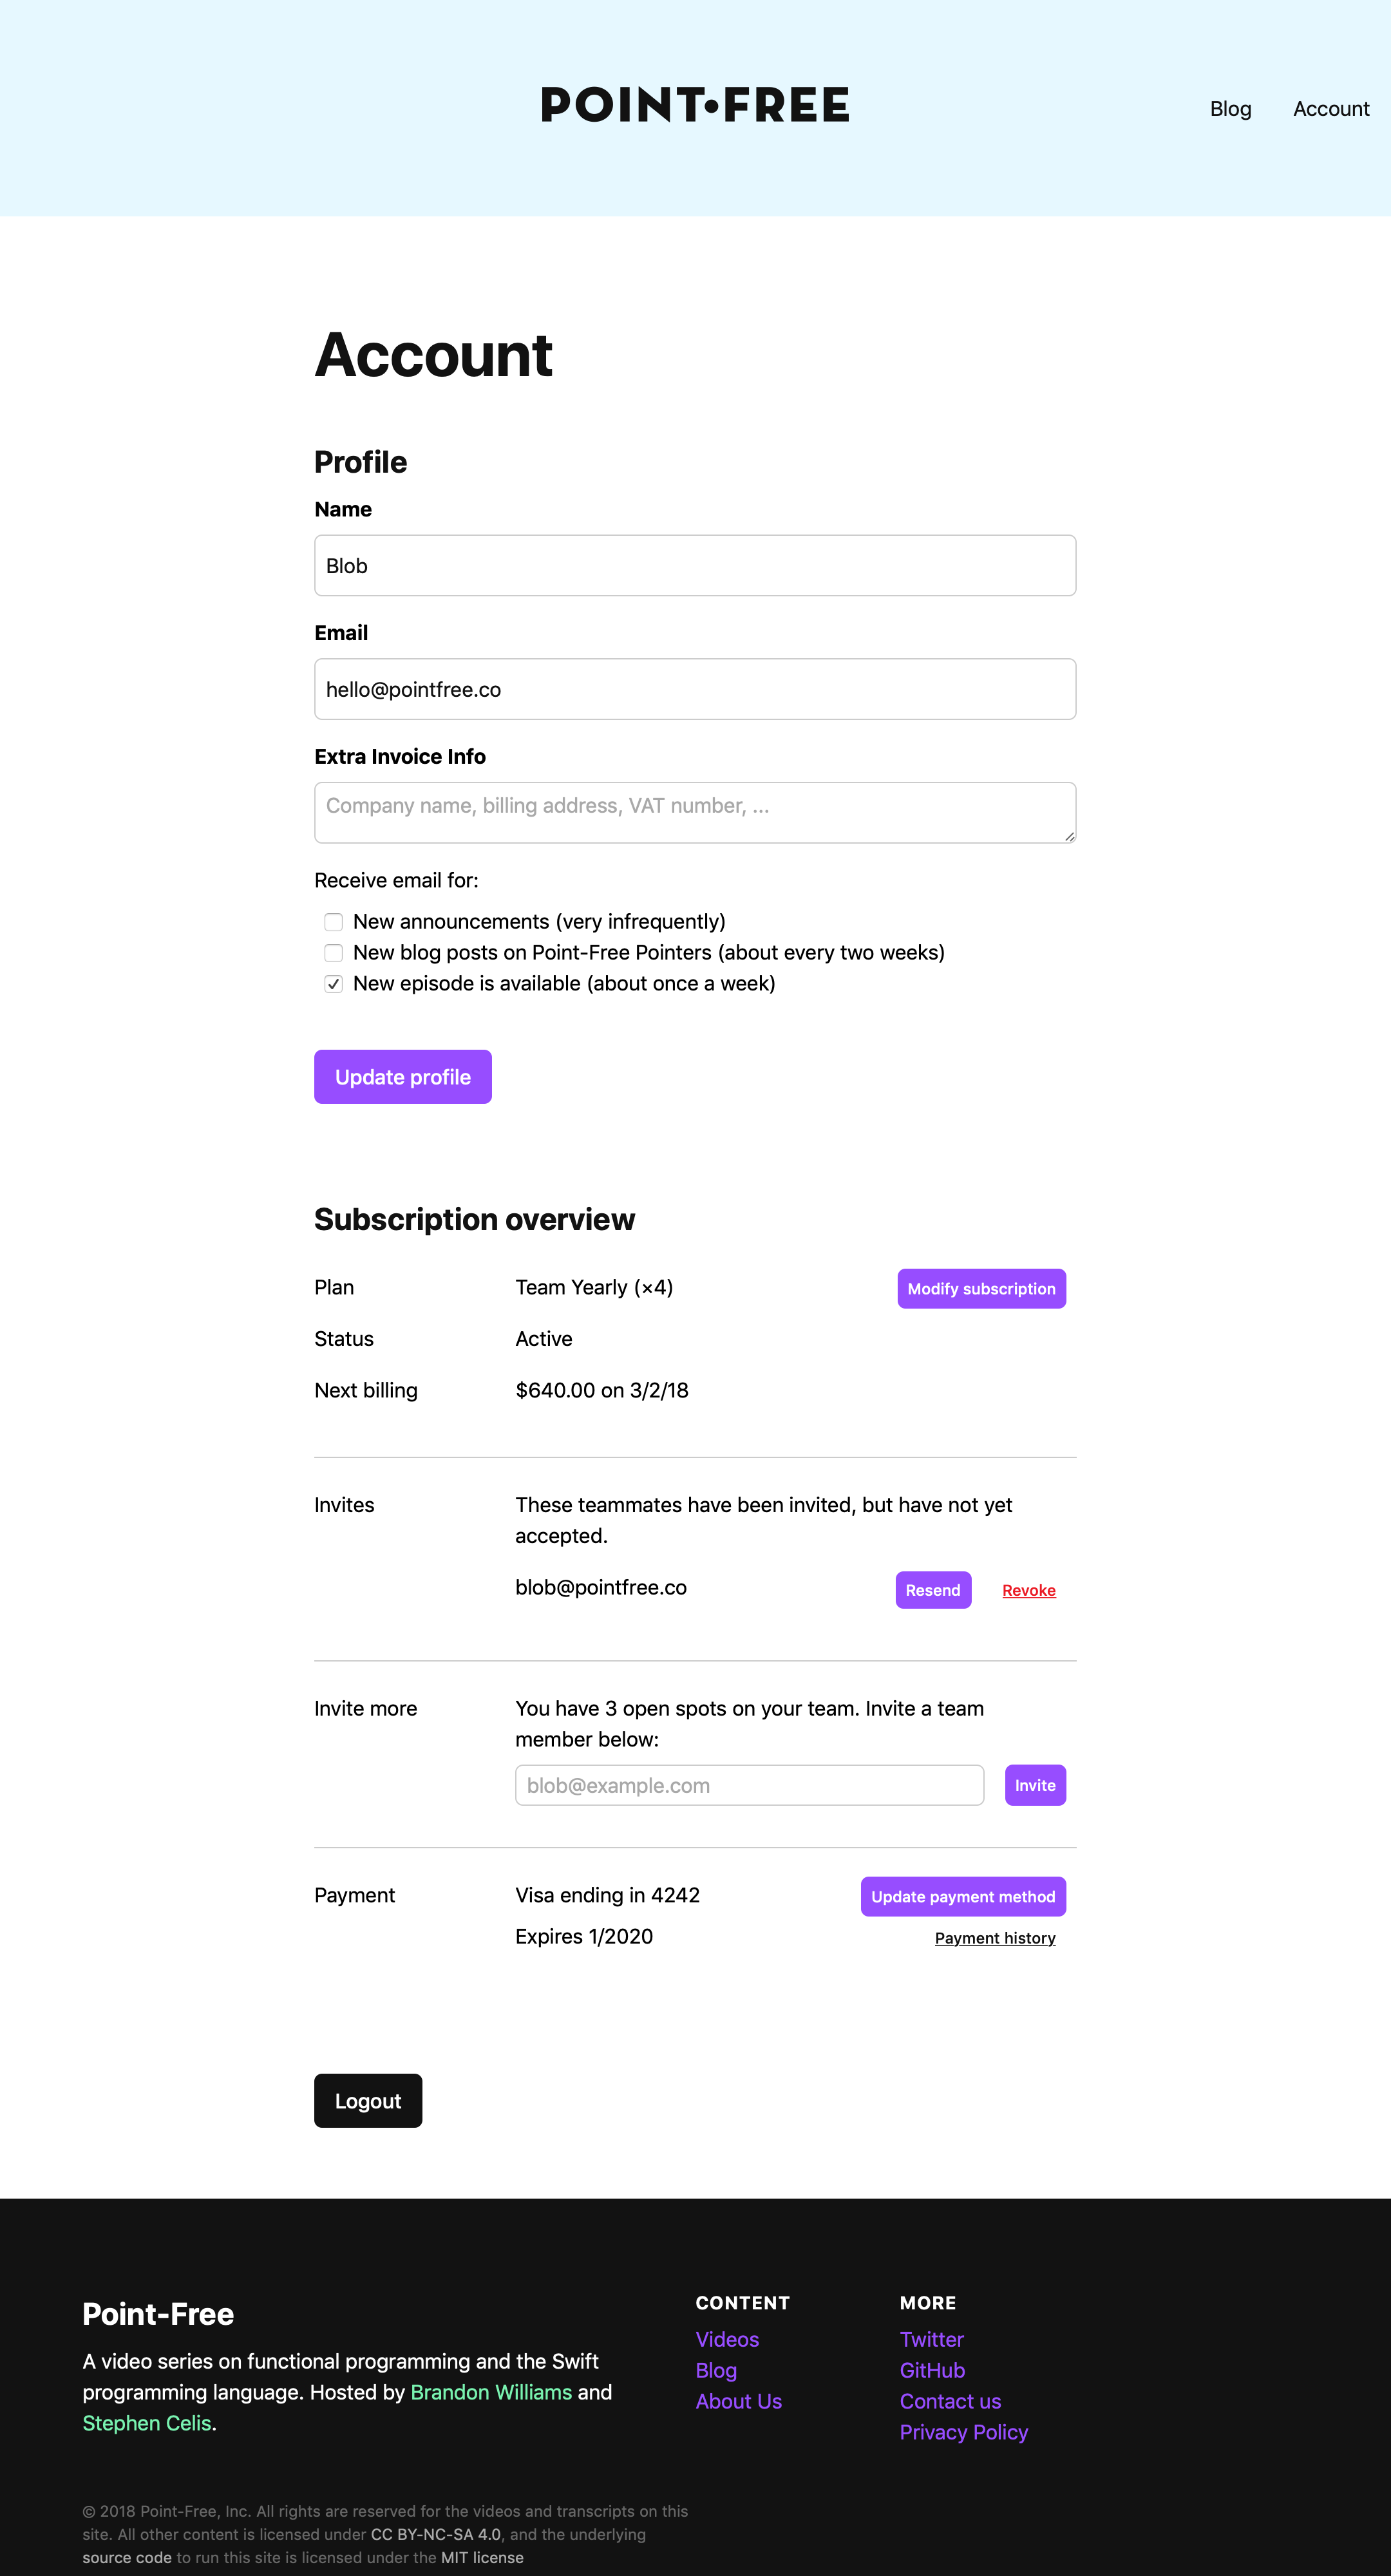 POINT•FREE
Blog
Account
Account
Profile
Name
Blob
Email
hello@pointfree.co
Extra Invoice Info
Company name, billing address, VAT number, ...
Receive email for:
New announcements (very infrequently)
New blog posts on Point-Free Pointers (about every two weeks)
New episode is available (about once a week)
Update profile
Subscription overview
Plan
Team Yearly (×4)
Modify subscription
Status
Active
Next billing
$640.00 on 3/2/18
Invites
These teammates have been invited, but have not yet
accepted.
blob@pointfree.co
Resend
Revoke
Invite more
You have 3 open spots on your team. Invite a team
member below:
blob@example.com
Invite
Payment
Visa ending in 4242
Update payment method
Expires 1/2020
Payment history
Logout
Point-Free
A video series on functional programming and the Swift
programming language. Hosted by Brandon Williams and
Stephen Celis.
CONTENT
Videos
Blog
About Us
MORE
Twitter
GitHub
Contact us
Privacy Policy
© 2018 Point-Free, Inc. All rights are reserved for the videos and transcripts on this
site. All other content is licensed under CC BY-NC-SA 4.0, and the underlying
source code to run this site is licensed under the MIT license